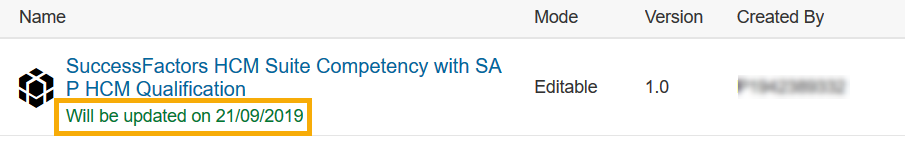 Name Mode Version Created By
SuccessFactors HCM Suite Competency with SA
P HCM Qualification
Editable 1.0
Will be updated on 21/09/2019